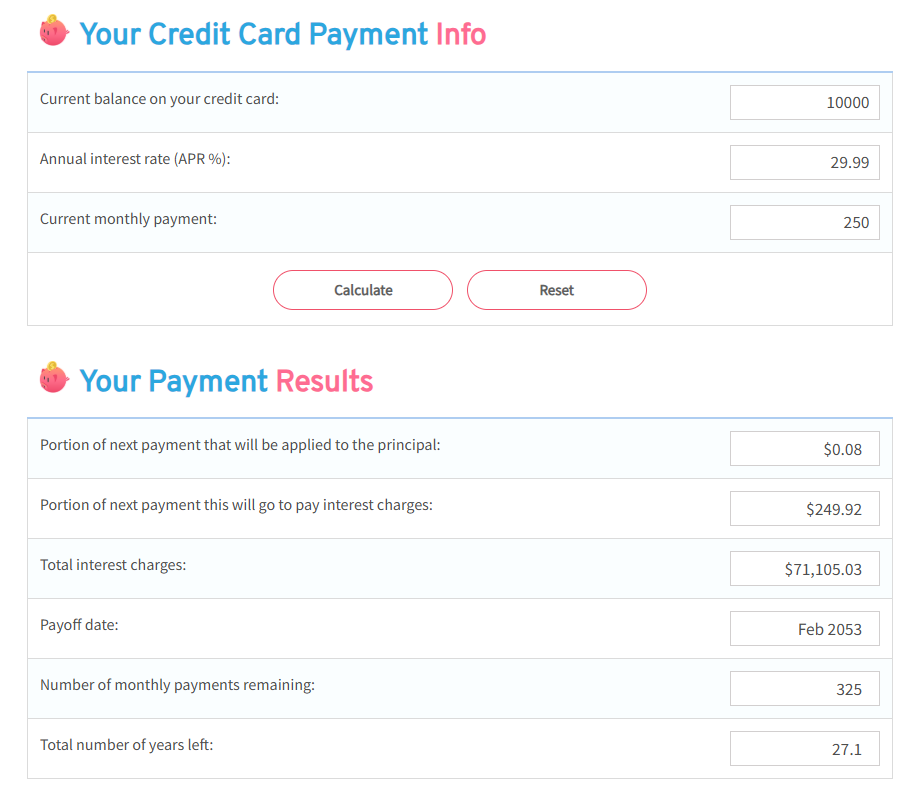 Your Credit Card Payment Info
Current balance on your credit card: 10000
Annual interest rate (APR %): 29.99
Current monthly payment: 250
Calculate Reset
Your Payment Results
Portion of next payment that will be applied to the principal: $0.08
Portion of next payment this will go to pay interest charges: $249.92
Total interest charges: $71,105.03
Payoff date: Feb 2053
Number of monthly payments remaining: 325
Total number of years left: 27.1